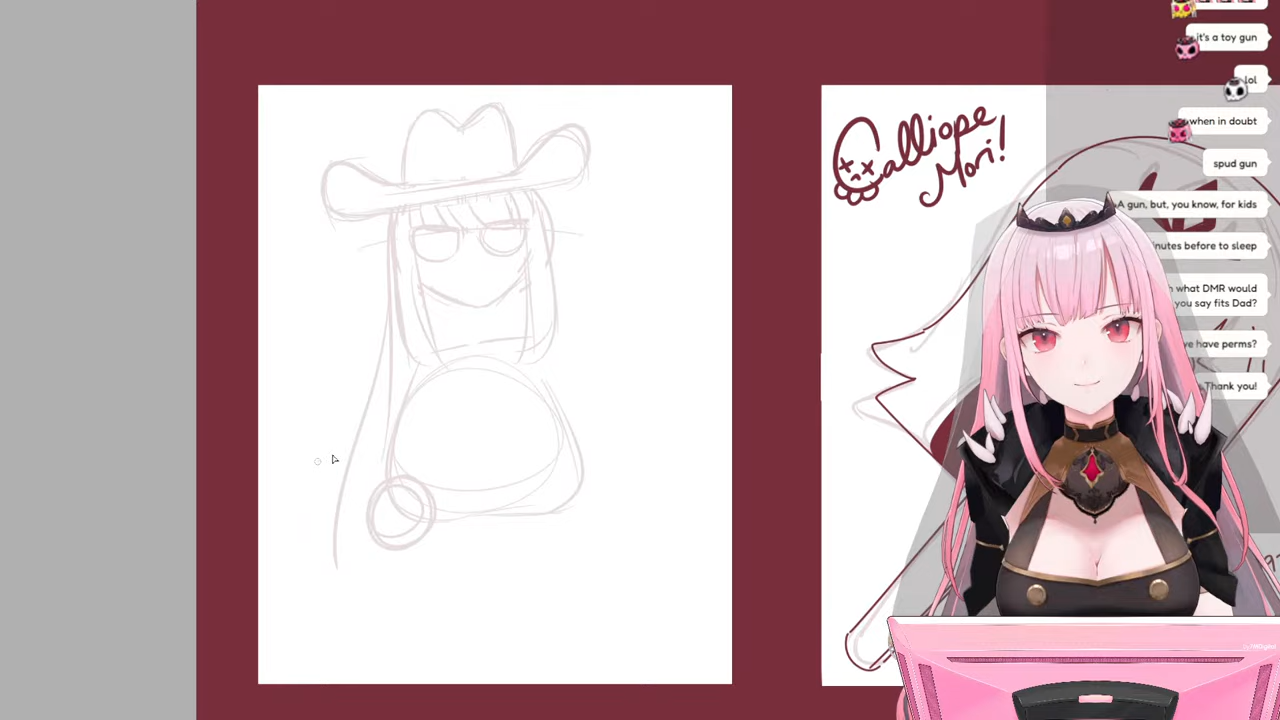 Calliope
Mori!
it's a toy gun
lol
when in doubt
spud gun
A gun, but, you know, for kids
inutes before to sleep
what DMR would
you say fits Dad?
ve have perms?
Thank you!